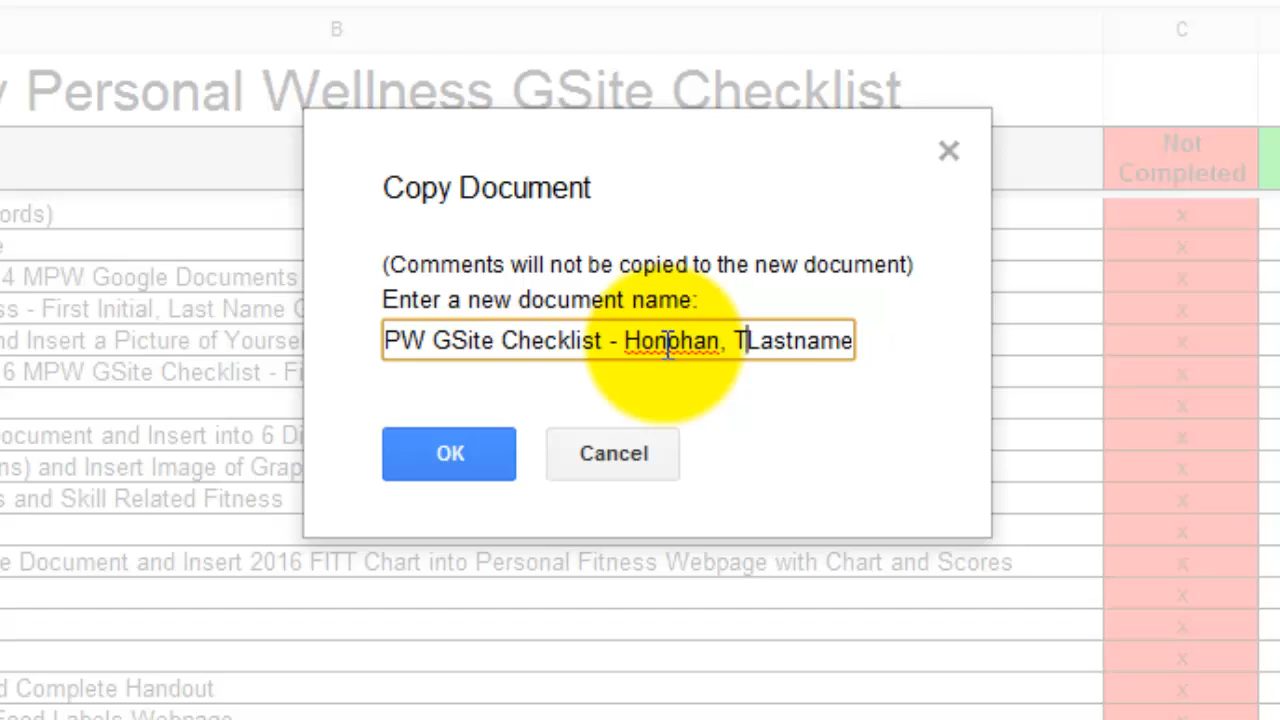 B C
y Personal Wellness GSite Checklist
Not
Completed
Copy Document
(Comments will not be copied to the new document)
Enter a new document name:
PW GSite Checklist - Honohan, TLastname
OK Cancel
ords) x
e x
4 MPW Google Documents x
ss - First Initial, Last Name x
nd Insert a Picture of Yourse x
6 MPW GSite Checklist - Fi x
x
ocument and Insert into 6 Di x
ns) and Insert Image of Grap x
s and Skill Related Fitness x
x
e Document and Insert 2016 FITT Chart into Personal Fitness Webpage with Chart and Scores x
x
x
x
d Complete Handout x
Food Labels Webpage